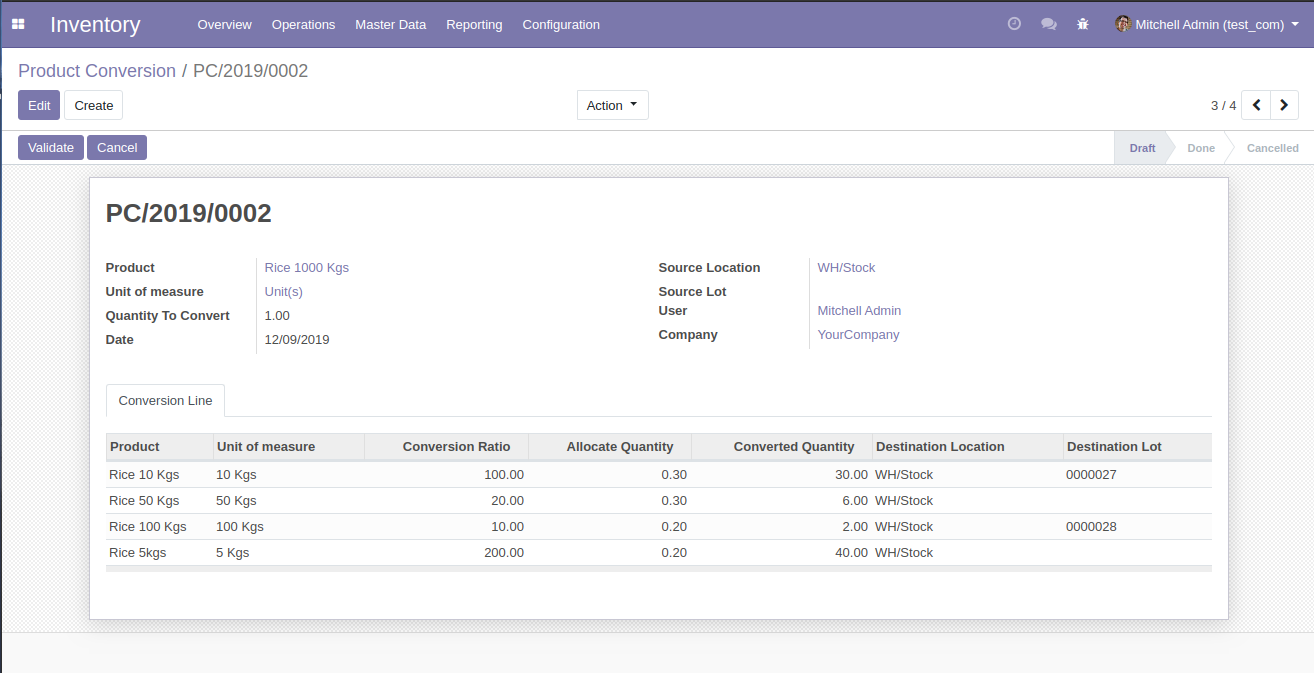 Inventory Overview Operations Master Data Reporting Configuration Mitchell Admin (test_com)
Product Conversion / PC/2019/0002
Edit Create Action 3 / 4
Validate Cancel Draft Done Cancelled
PC/2019/0002
Product Rice 1000 Kgs Source Location WH/Stock
Unit of measure Unit(s) Source Lot
Quantity To Convert 1.00 User Mitchell Admin
Date 12/09/2019 Company YourCompany
Conversion Line
Product Unit of measure Conversion Ratio Allocate Quantity Converted Quantity Destination Location Destination Lot
Rice 10 Kgs 10 Kgs 100.00 0.30 30.00 WH/Stock 0000027
Rice 50 Kgs 50 Kgs 20.00 0.30 6.00 WH/Stock
Rice 100 Kgs 100 Kgs 10.00 0.20 2.00 WH/Stock 0000028
Rice 5kgs 5 Kgs 200.00 0.20 40.00 WH/Stock